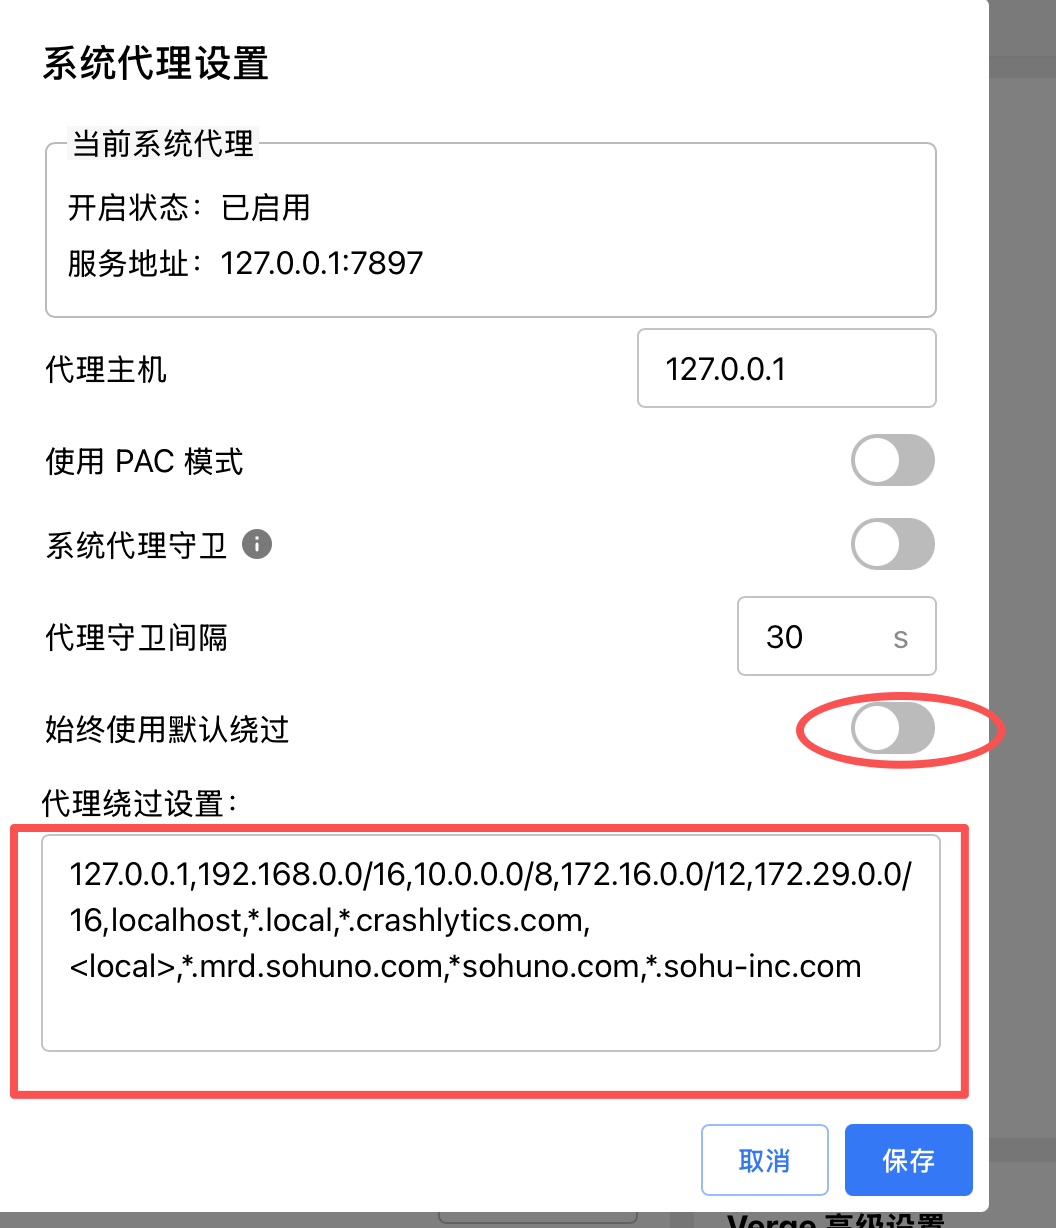 系统代理设置
当前系统代理
开启状态：已启用
服务地址：127.0.0.1:7897
代理主机
127.0.0.1
使用 PAC 模式
系统代理守卫
代理守卫间隔
30 s
始终使用默认绕过
代理绕过设置：
127.0.0.1,192.168.0.0/16,10.0.0.0/8,172.16.0.0/12,172.29.0.0/
16,localhost,*.local,*.crashlytics.com,
<local>,*.mrd.sohuno.com,*sohuno.com,*.sohu-inc.com
取消
保存
Verge 高级设置